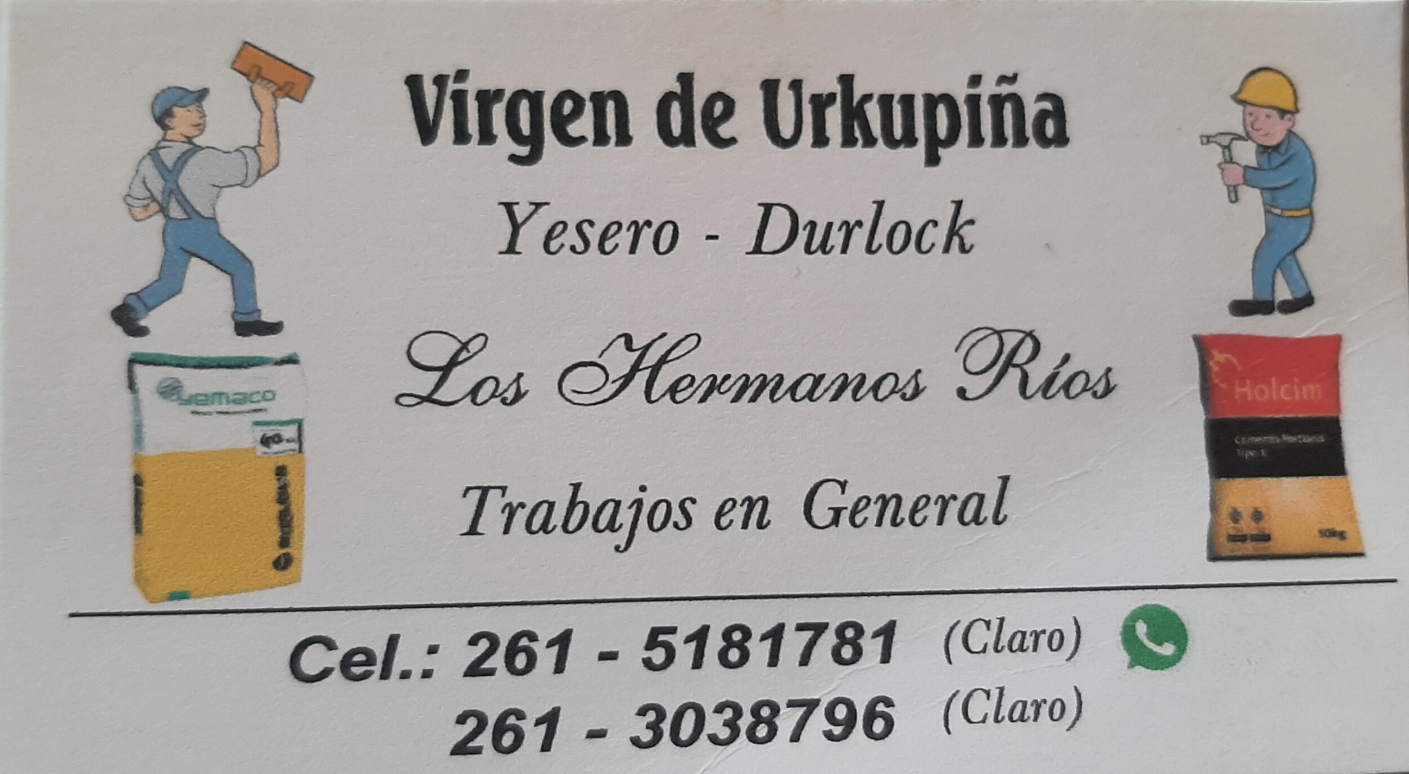 Virgen de Urkupiña
Yesero - Durlock
Los Hermanos Ríos
Trabajos en General
yemaco
40
Holcim
Cemento Portland
Tipo I
50kg
Cel.: 261 - 5181781 (Claro)
261 - 3038796 (Claro)